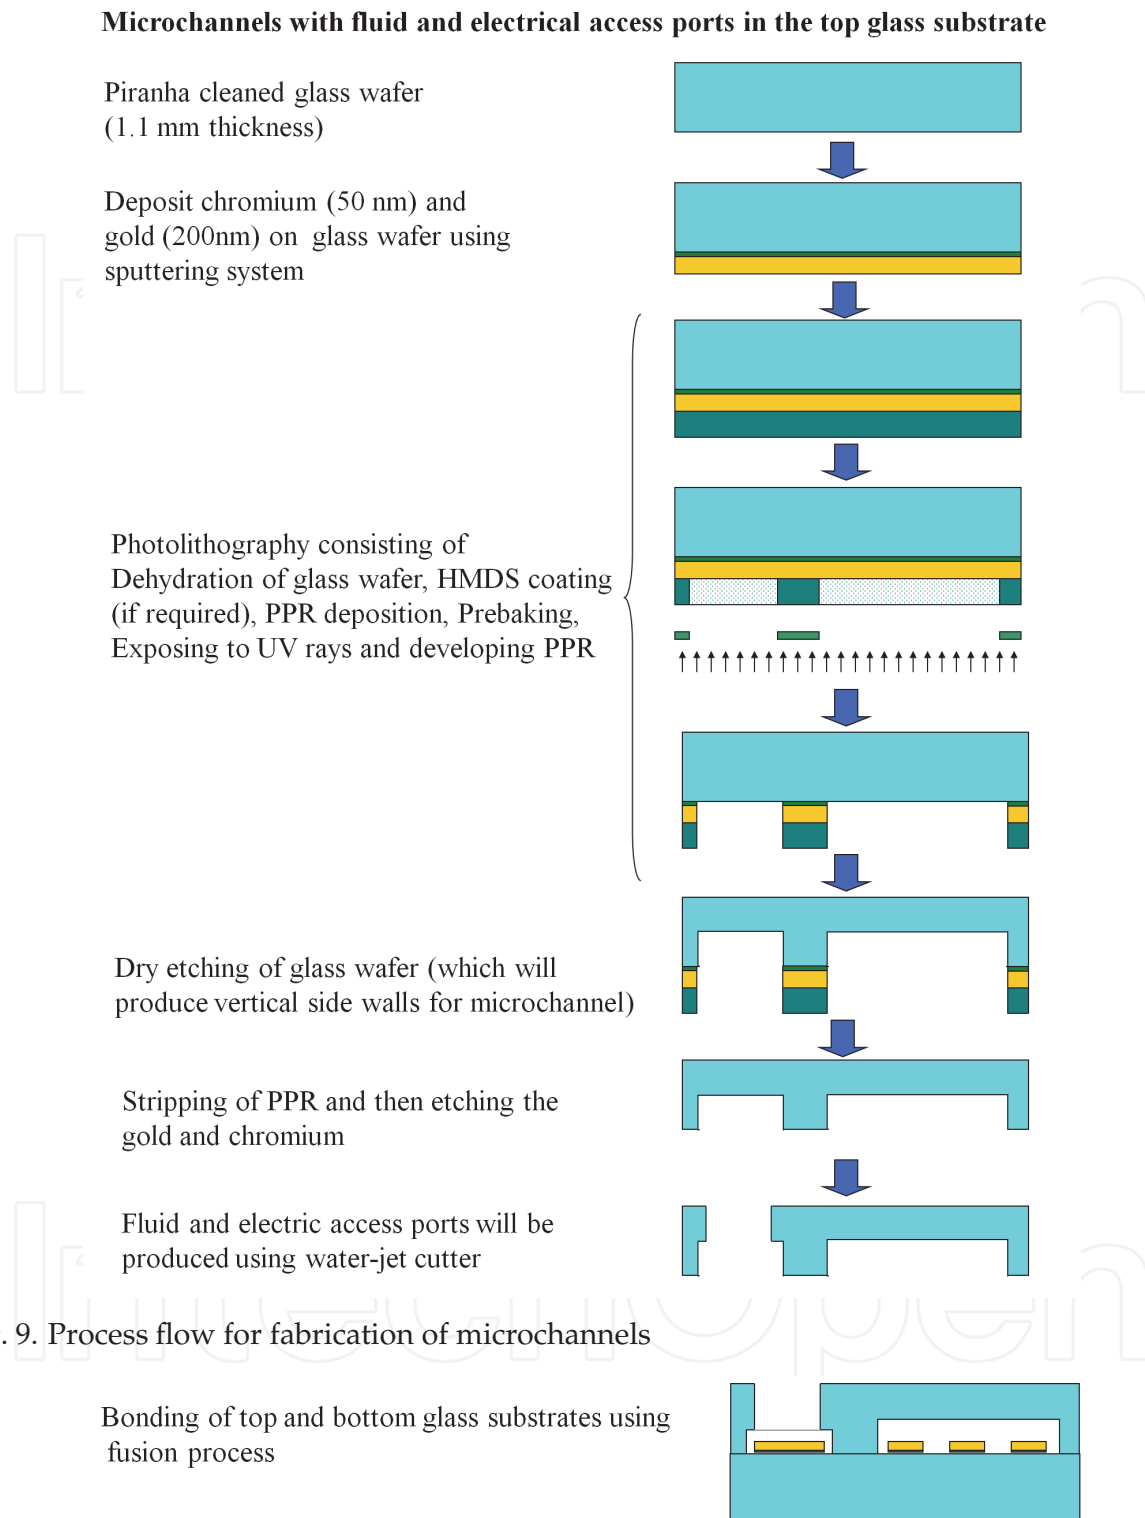 Microchannels with fluid and electrical access ports in the top glass substrate
Piranha cleaned glass wafer
(1.1 mm thickness)
Deposit chromium (50 nm) and
gold (200nm) on glass wafer using
sputtering system
Photolithography consisting of
Dehydration of glass wafer, HMDS coating
(if required), PPR deposition, Prebaking,
Exposing to UV rays and developing PPR
Dry etching of glass wafer (which will
produce vertical side walls for microchannel)
Stripping of PPR and then etching the
gold and chromium
Fluid and electric access ports will be
produced using water-jet cutter
. 9. Process flow for fabrication of microchannels
Bonding of top and bottom glass substrates using
fusion process